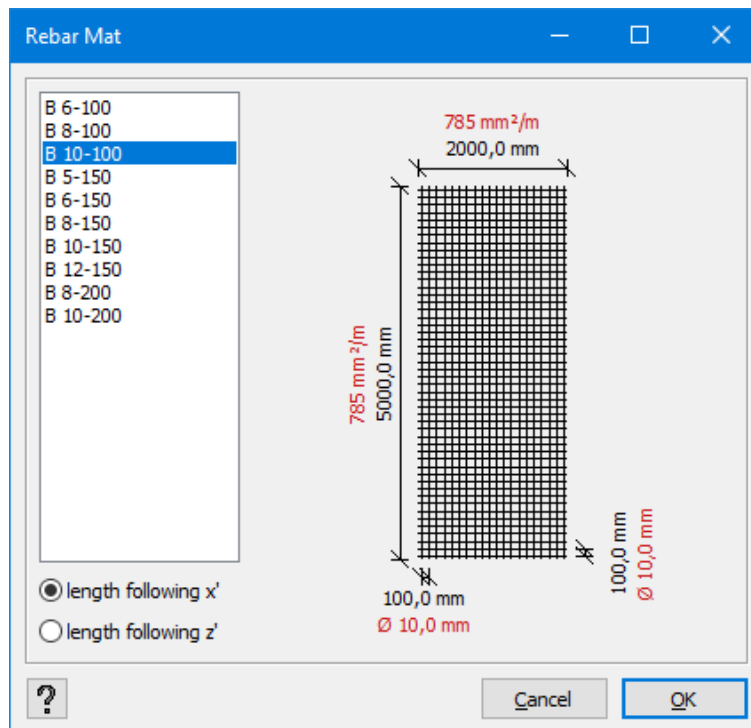 Rebar Mat
B 6-100
B 8-100
B 10-100
B 5-150
B 6-150
B 8-150
B 10-150
B 12-150
B 8-200
B 10-200
length following x'
length following z'
785 mm²/m
2000,0 mm
785 mm²/m
5000,0 mm
100,0 mm
Ø 10,0 mm
100,0 mm
Ø 10,0 mm
?
Cancel
OK